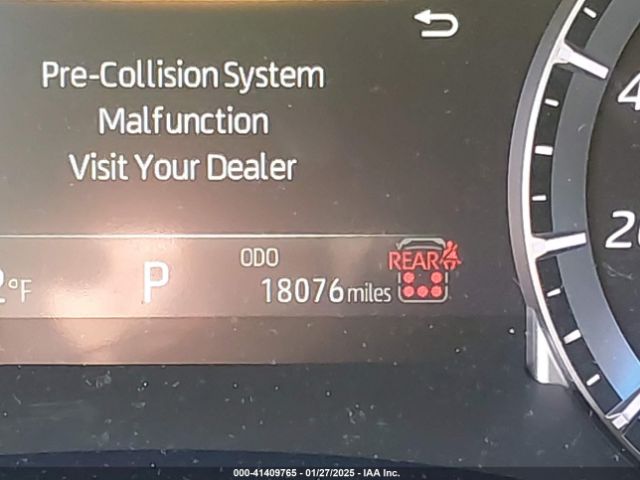 Pre-Collision System
Malfunction
Visit Your Dealer
°F
P
ODO
18076 miles
REAR
000-41409765 - 01/27/2025 - IAA Inc.